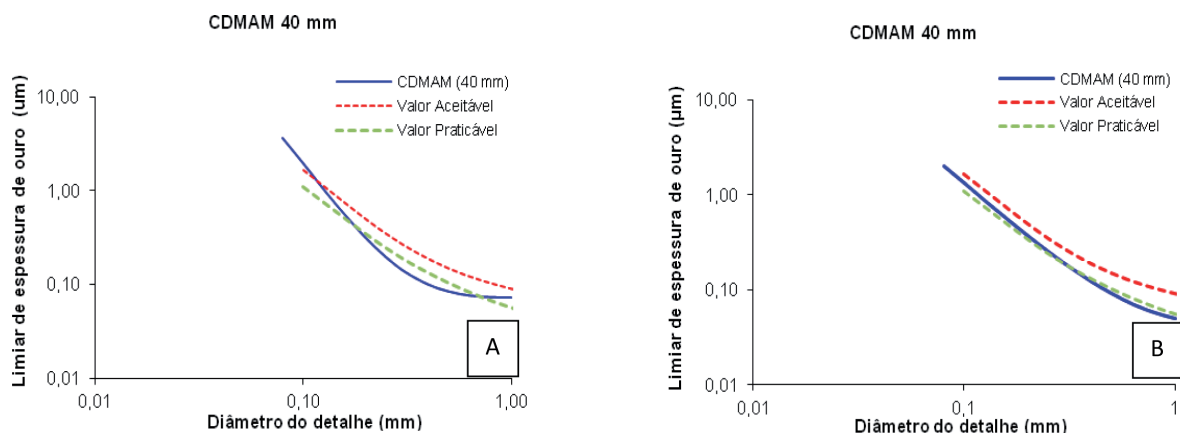 CDMAM 40 mm
CDMAM (40 mm)
Valor Aceitável
Valor Praticável
Limiar de espessura de ouro (um)
10,00
1,00
0,10
0,01
0,01
0,10
1,00
Diâmetro do detalhe (mm)
A
CDMAM 40 mm
CDMAM (40 mm)
Valor Aceitável
Valor Praticável
Limiar de espessura de ouro (µm)
10,00
1,00
0,10
0,01
0,01
0,1
1
Diâmetro do detalhe (mm)
B